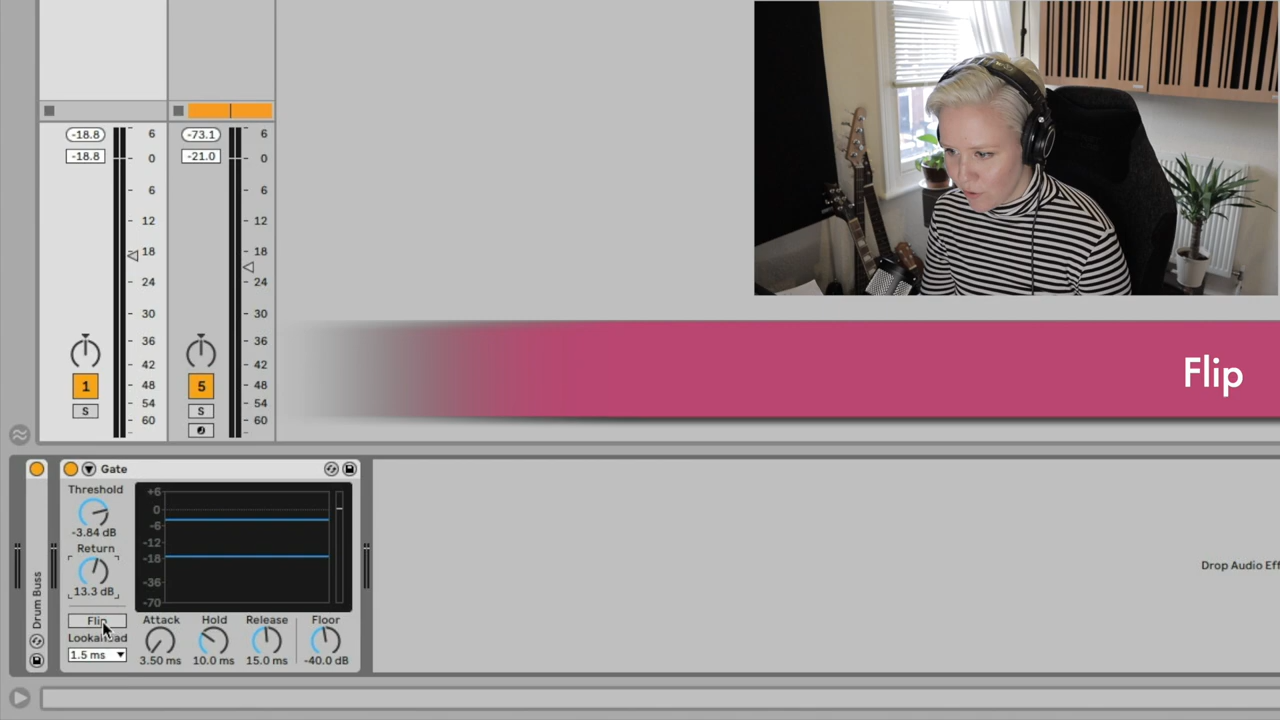 -18.8
-18.8
6
0
6
12
18
24
30
36
42
48
54
60
1
S
-73.1
-21.0
6
0
6
12
18
24
30
36
42
48
54
60
5
S
Flip
Gate
Threshold
-3.84 dB
Return
13.3 dB
Flip
Lookahead
1.5 ms
+6
0
-6
-12
-18
-36
-70
Attack
3.50 ms
Hold
10.0 ms
Release
15.0 ms
Floor
-40.0 dB
Drum Buss
Drop Audio Eff